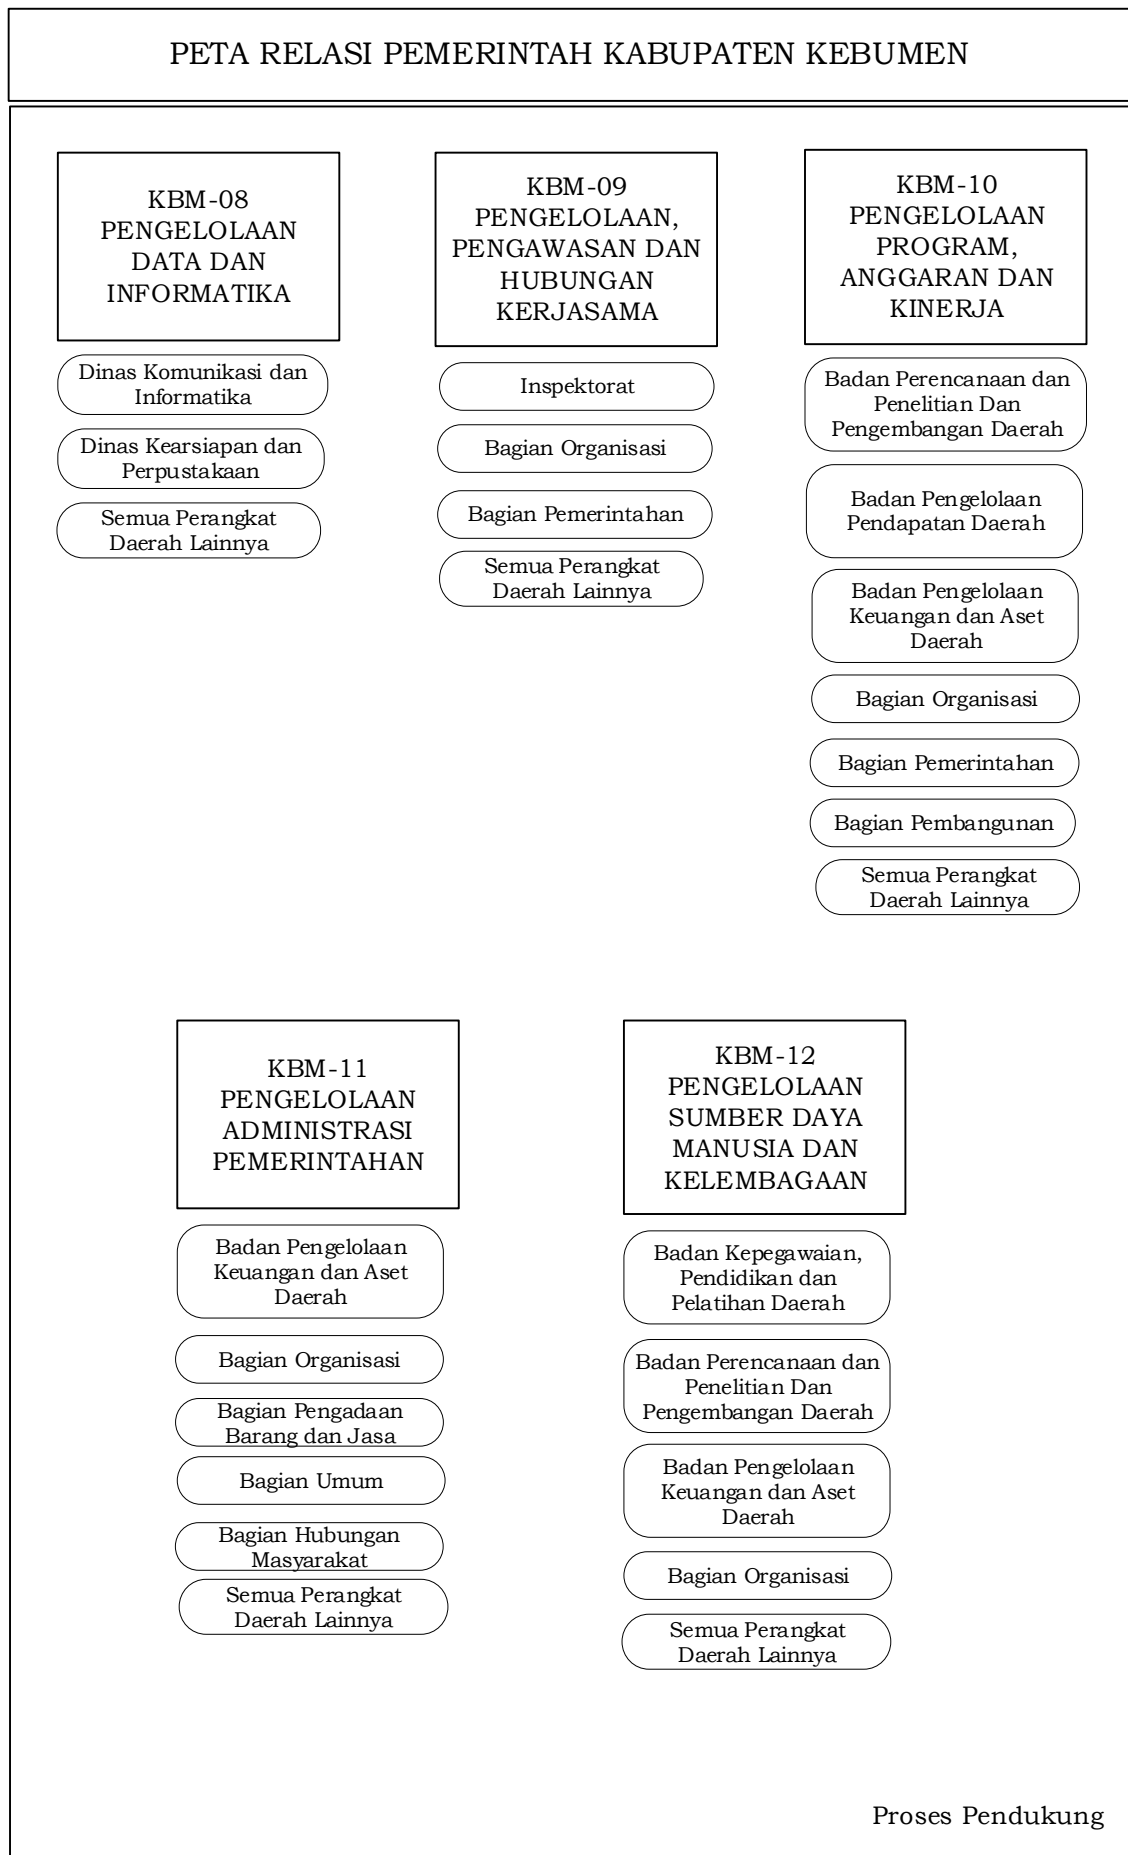 PETA RELASI PEMERINTAH KABUPATEN KEBUMEN
KBM-08
PENGELOLAAN
DATA DAN
INFORMATIKA
Dinas Komunikasi dan
Informatika
Dinas Kearsiapan dan
Perpustakaan
Semua Perangkat
Daerah Lainnya
KBM-09
PENGELOLAAN,
PENGAWASAN DAN
HUBUNGAN
KERJASAMA
Inspektorat
Bagian Organisasi
Bagian Pemerintahan
Semua Perangkat
Daerah Lainnya
KBM-10
PENGELOLAAN
PROGRAM,
ANGGARAN DAN
KINERJA
Badan Perencanaan dan
Penelitian Dan
Pengembangan Daerah
Badan Pengelolaan
Pendapatan Daerah
Badan Pengelolaan
Keuangan dan Aset
Daerah
Bagian Organisasi
Bagian Pemerintahan
Bagian Pembangunan
Semua Perangkat
Daerah Lainnya
KBM-11
PENGELOLAAN
ADMINISTRASI
PEMERINTAHAN
Badan Pengelolaan
Keuangan dan Aset
Daerah
Bagian Organisasi
Bagian Pengadaan
Barang dan Jasa
Bagian Umum
Bagian Hubungan
Masyarakat
Semua Perangkat
Daerah Lainnya
KBM-12
PENGELOLAAN
SUMBER DAYA
MANUSIA DAN
KELEMBAGAAN
Badan Kepegawaian,
Pendidikan dan
Pelatihan Daerah
Badan Perencanaan dan
Penelitian Dan
Pengembangan Daerah
Badan Pengelolaan
Keuangan dan Aset
Daerah
Bagian Organisasi
Semua Perangkat
Daerah Lainnya
Proses Pendukung